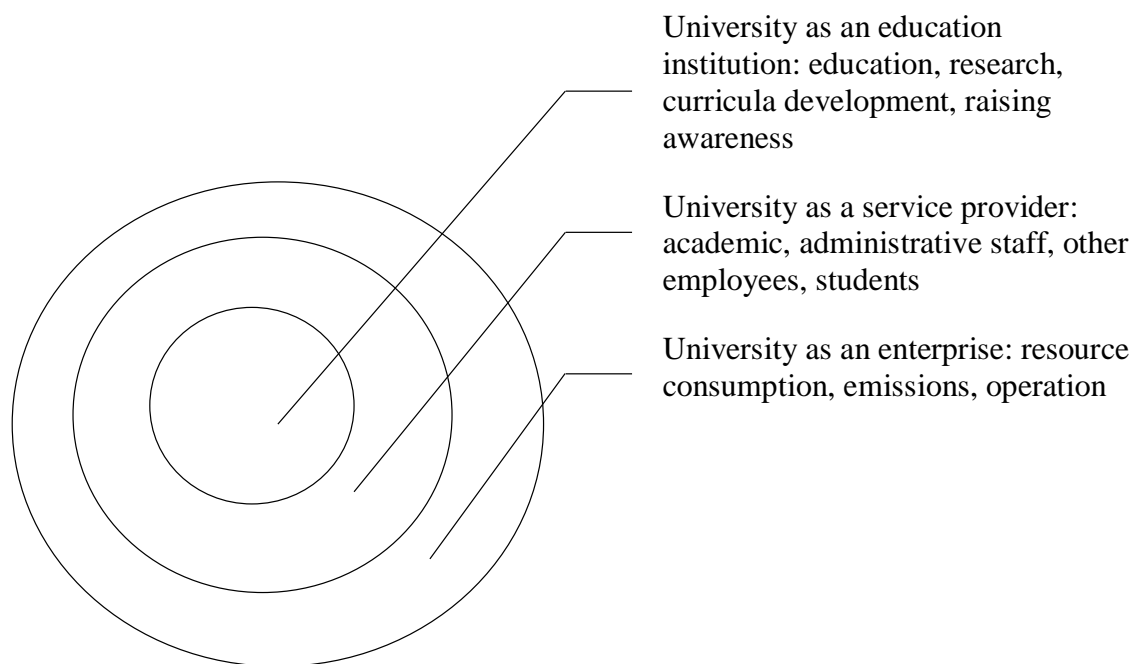 University as an education
institution: education, research,
curricula development, raising
awareness
University as a service provider:
academic, administrative staff, other
employees, students
University as an enterprise: resource
consumption, emissions, operation